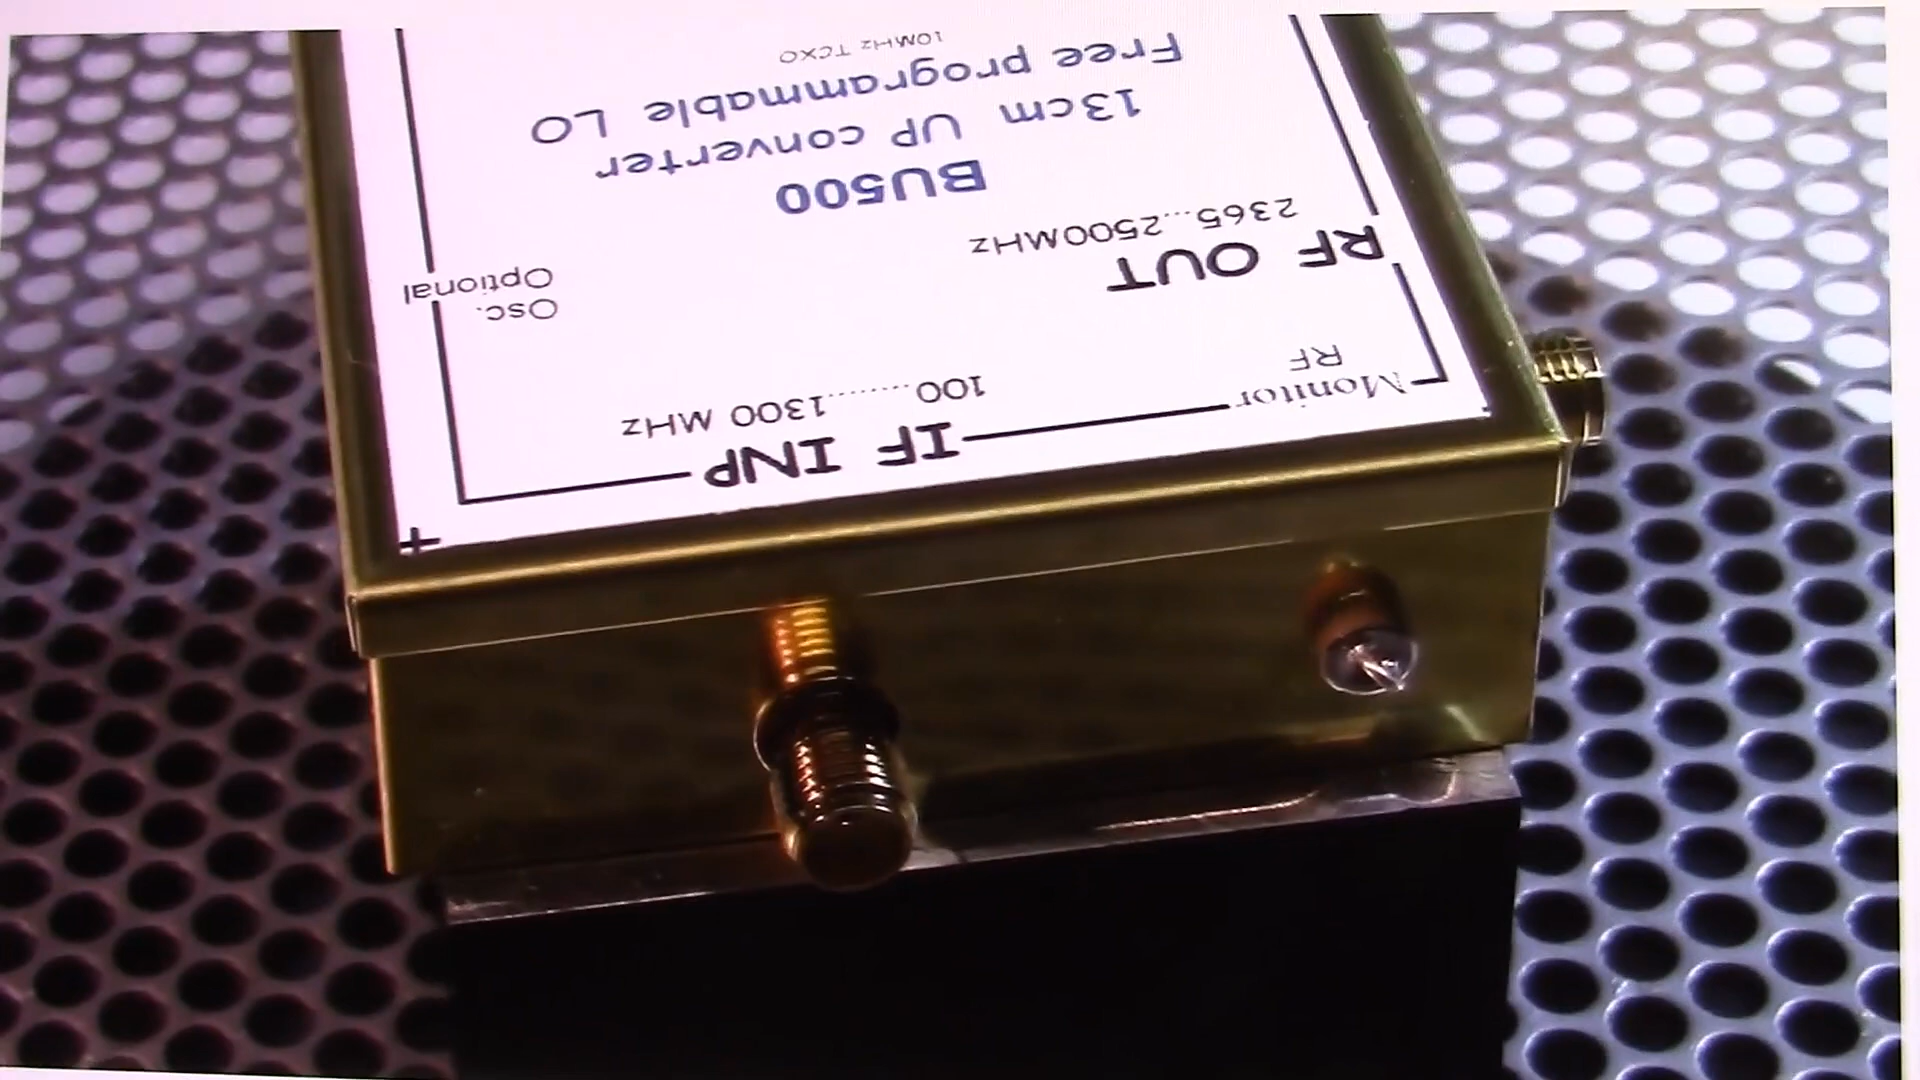 IF INP
100.........1300 MHz
Monitor
RF
Osc.
Optional
RF OUT
2365...2500MHz
BU500
13cm UP converter
Free programmable LO
10MHz TCXO